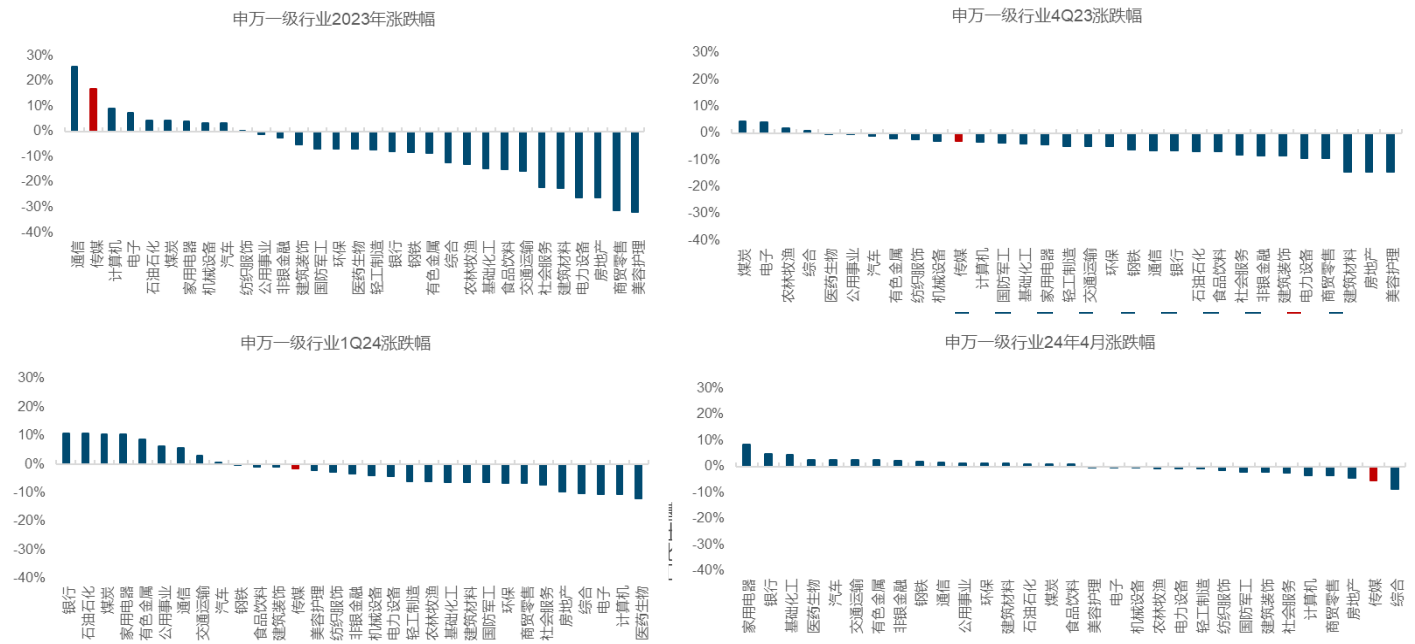 申万一级行业2023年涨跌幅
30%
20%
10%
0%
-10%
-20%
-30%
-40%
通信
传媒
计算机
电子
石油石化
煤炭
家用电器
机械设备
汽车
纺织服饰
公用事业
非银金融
建筑装饰
国防军工
环保
医药生物
轻工制造
银行
钢铁
有色金属
综合
农林牧渔
基础化工
食品饮料
交通运输
社会服务
建筑材料
电力设备
房地产
商贸零售
美容护理
申万一级行业4Q23涨跌幅
30%
20%
10%
0%
-10%
-20%
-30%
-40%
煤炭
电子
农林牧渔
综合
医药生物
公用事业
汽车
有色金属
纺织服饰
机械设备
传媒
计算机
国防军工
基础化工
家用电器
轻工制造
交通运输
环保
钢铁
通信
银行
石油石化
食品饮料
社会服务
非银金融
建筑装饰
电力设备
商贸零售
建筑材料
房地产
美容护理
申万一级行业1Q24涨跌幅
30%
20%
10%
0%
-10%
-20%
-30%
-40%
银行
石油石化
煤炭
家用电器
有色金属
公用事业
通信
交通运输
汽车
钢铁
食品饮料
建筑装饰
传媒
美容护理
纺织服饰
非银金融
机械设备
电力设备
轻工制造
农林牧渔
基础化工
建筑材料
国防军工
环保
商贸零售
社会服务
房地产
综合
电子
计算机
医药生物
申万一级行业24年4月涨跌幅
30%
20%
10%
0%
-10%
-20%
-30%
-40%
家用电器
银行
基础化工
医药生物
汽车
交通运输
有色金属
非银金融
钢铁
通信
公用事业
环保
建筑材料
石油石化
煤炭
食品饮料
美容护理
电子
机械设备
农林牧渔
电力设备
轻工制造
纺织服饰
国防军工
建筑装饰
社会服务
计算机
商贸零售
房地产
传媒
综合